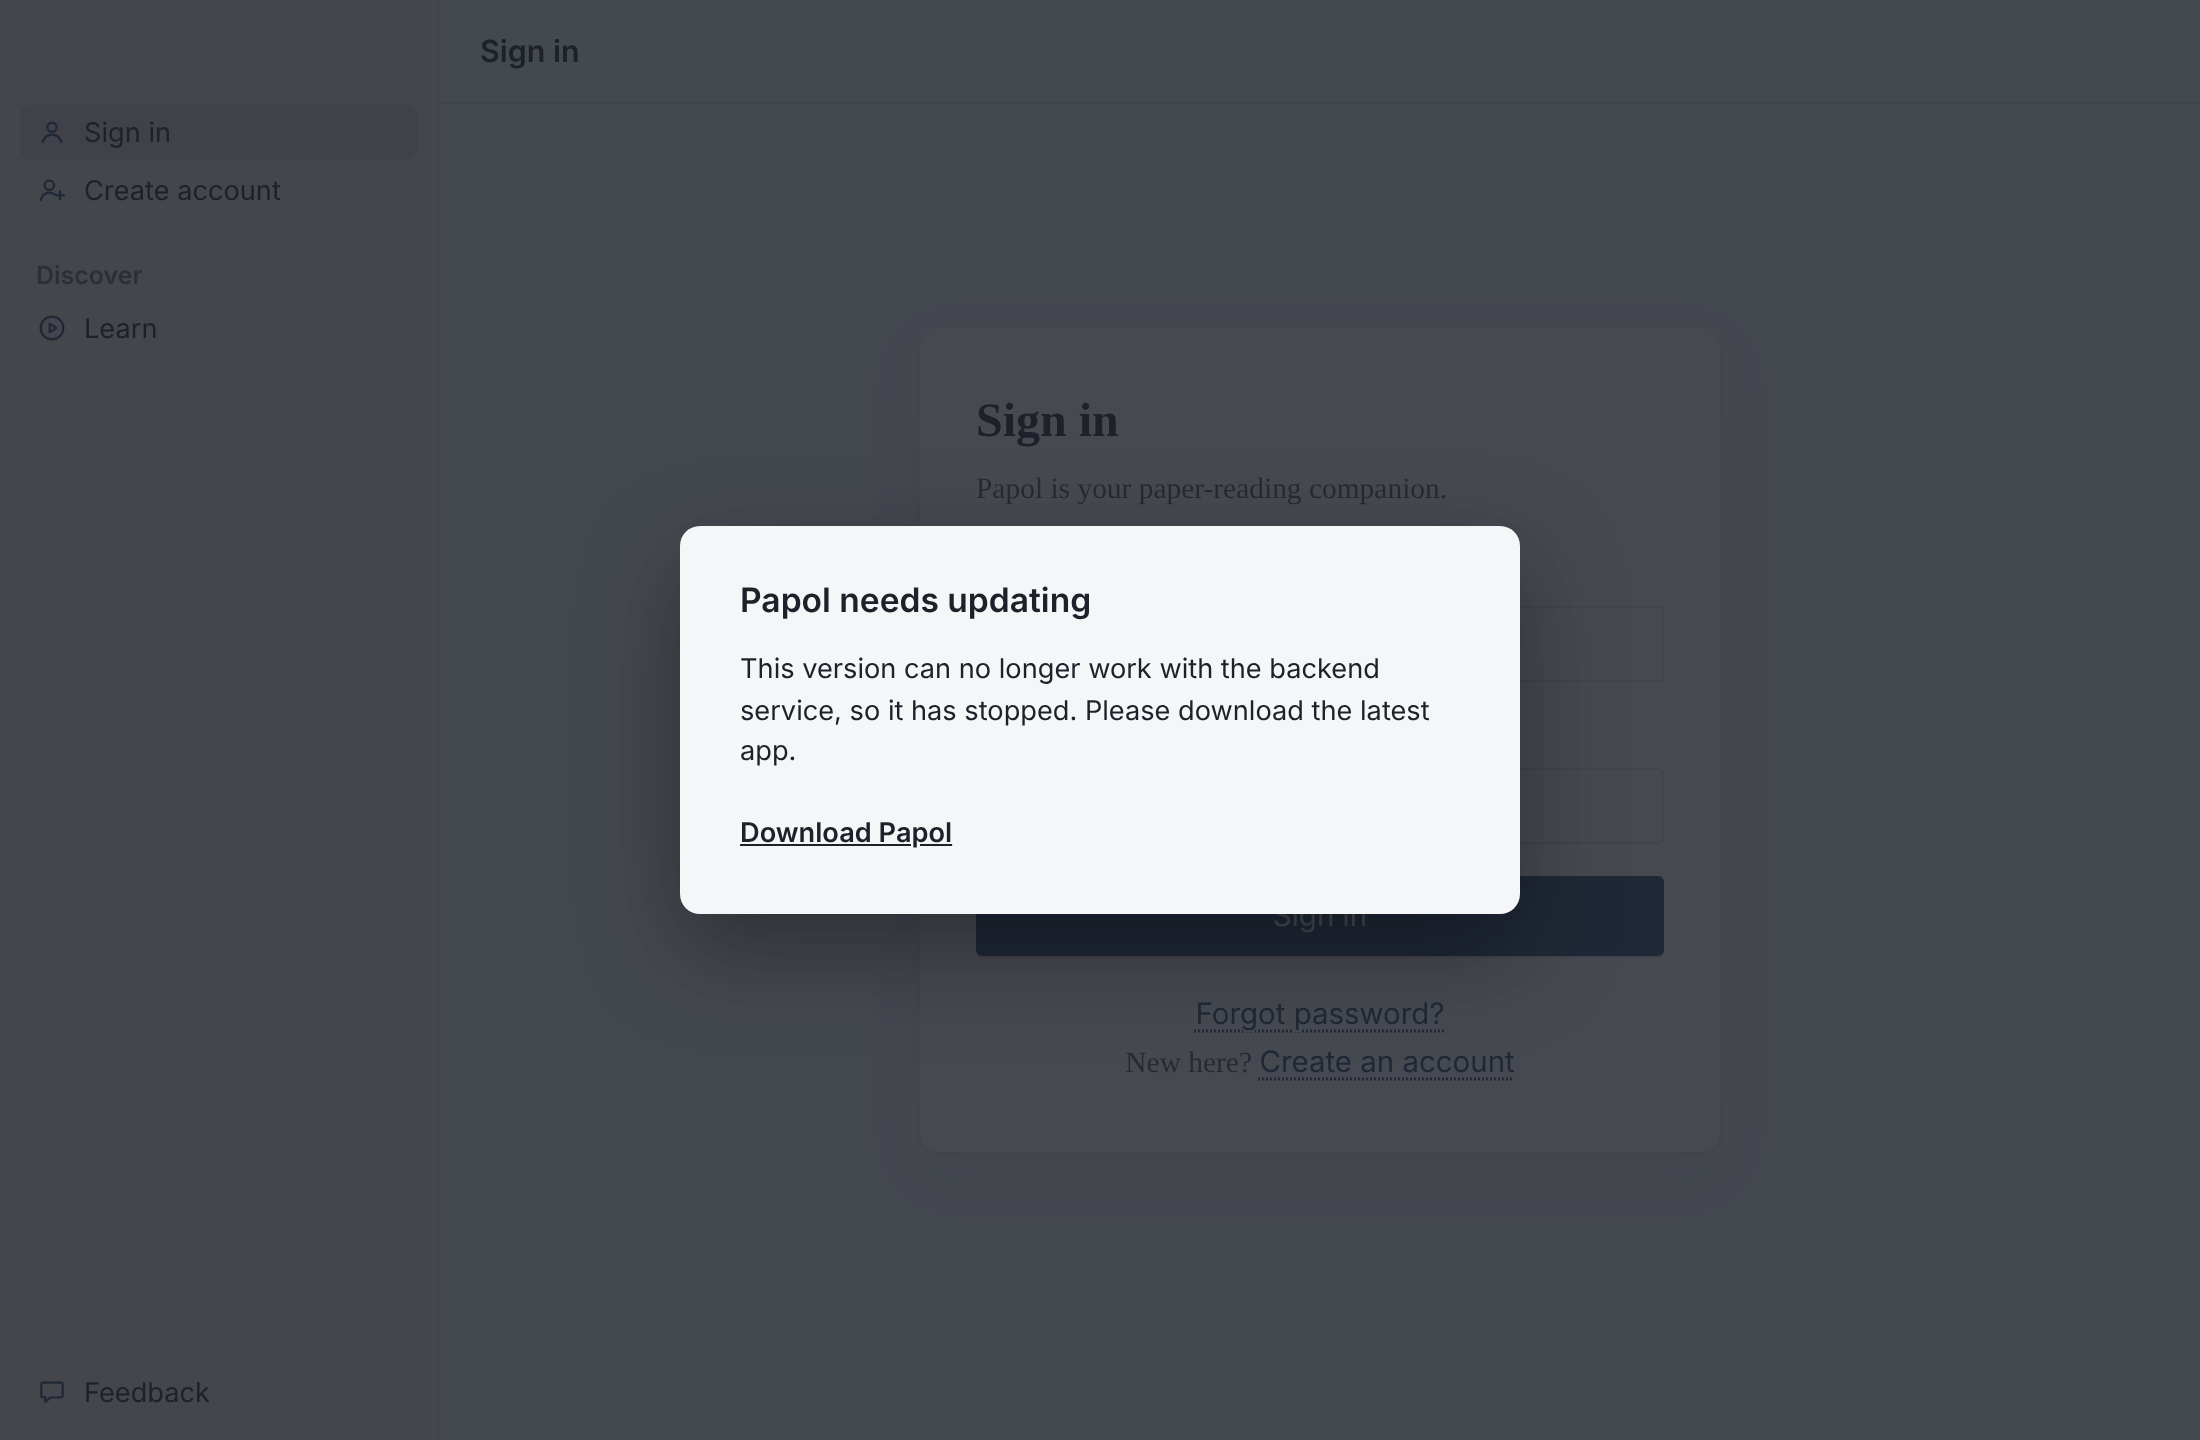 Sign in
Sign in
Create account
Discover
Learn
Feedback
Sign in
Papol is your paper-reading companion.
Papol needs updating
This version can no longer work with the backend
service, so it has stopped. Please download the latest
app.
Download Papol
Sign in
Forgot password?
New here? Create an account